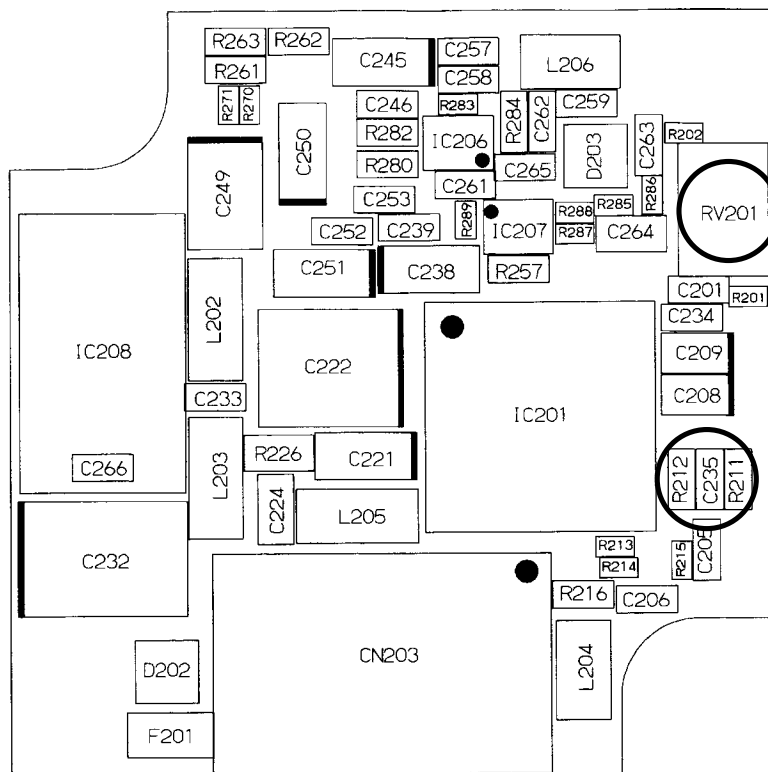 R263 R262 C245 C257 L206
R261 C258
R271 R270 C246 R283 R284 C262 C259
C250 R282 IC206 D203 C263 R202
C249 R280 C265
C253 C261 R286
R289 R288 R285 RV201
C252 C239 IC207 R287 C264
C251 C238 R257
L202 C201 R201
C234
IC208 C222 C209
C233 IC201 C208
L203 R226 C221 R212 C235 R211
C266
C224 L205
C232 R213 R215 C205
R214
R216 C206
D202 CN203 L204
F201